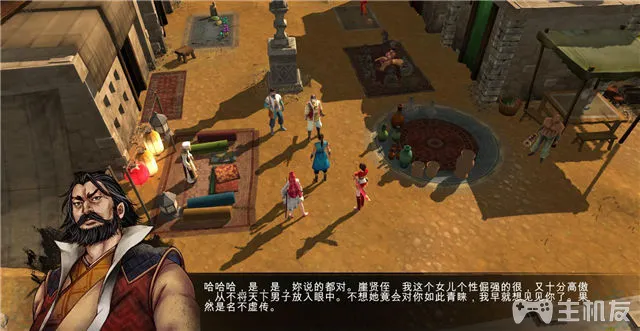 哈哈哈，是，是，妳说的都对。崖贤侄，我这个女儿个性倔强的很，又十分高傲
，从不将天下男子放入眼中。不想她竟会对你如此青睐，我早就想见见你了。果
然是名不虚传。
主机友